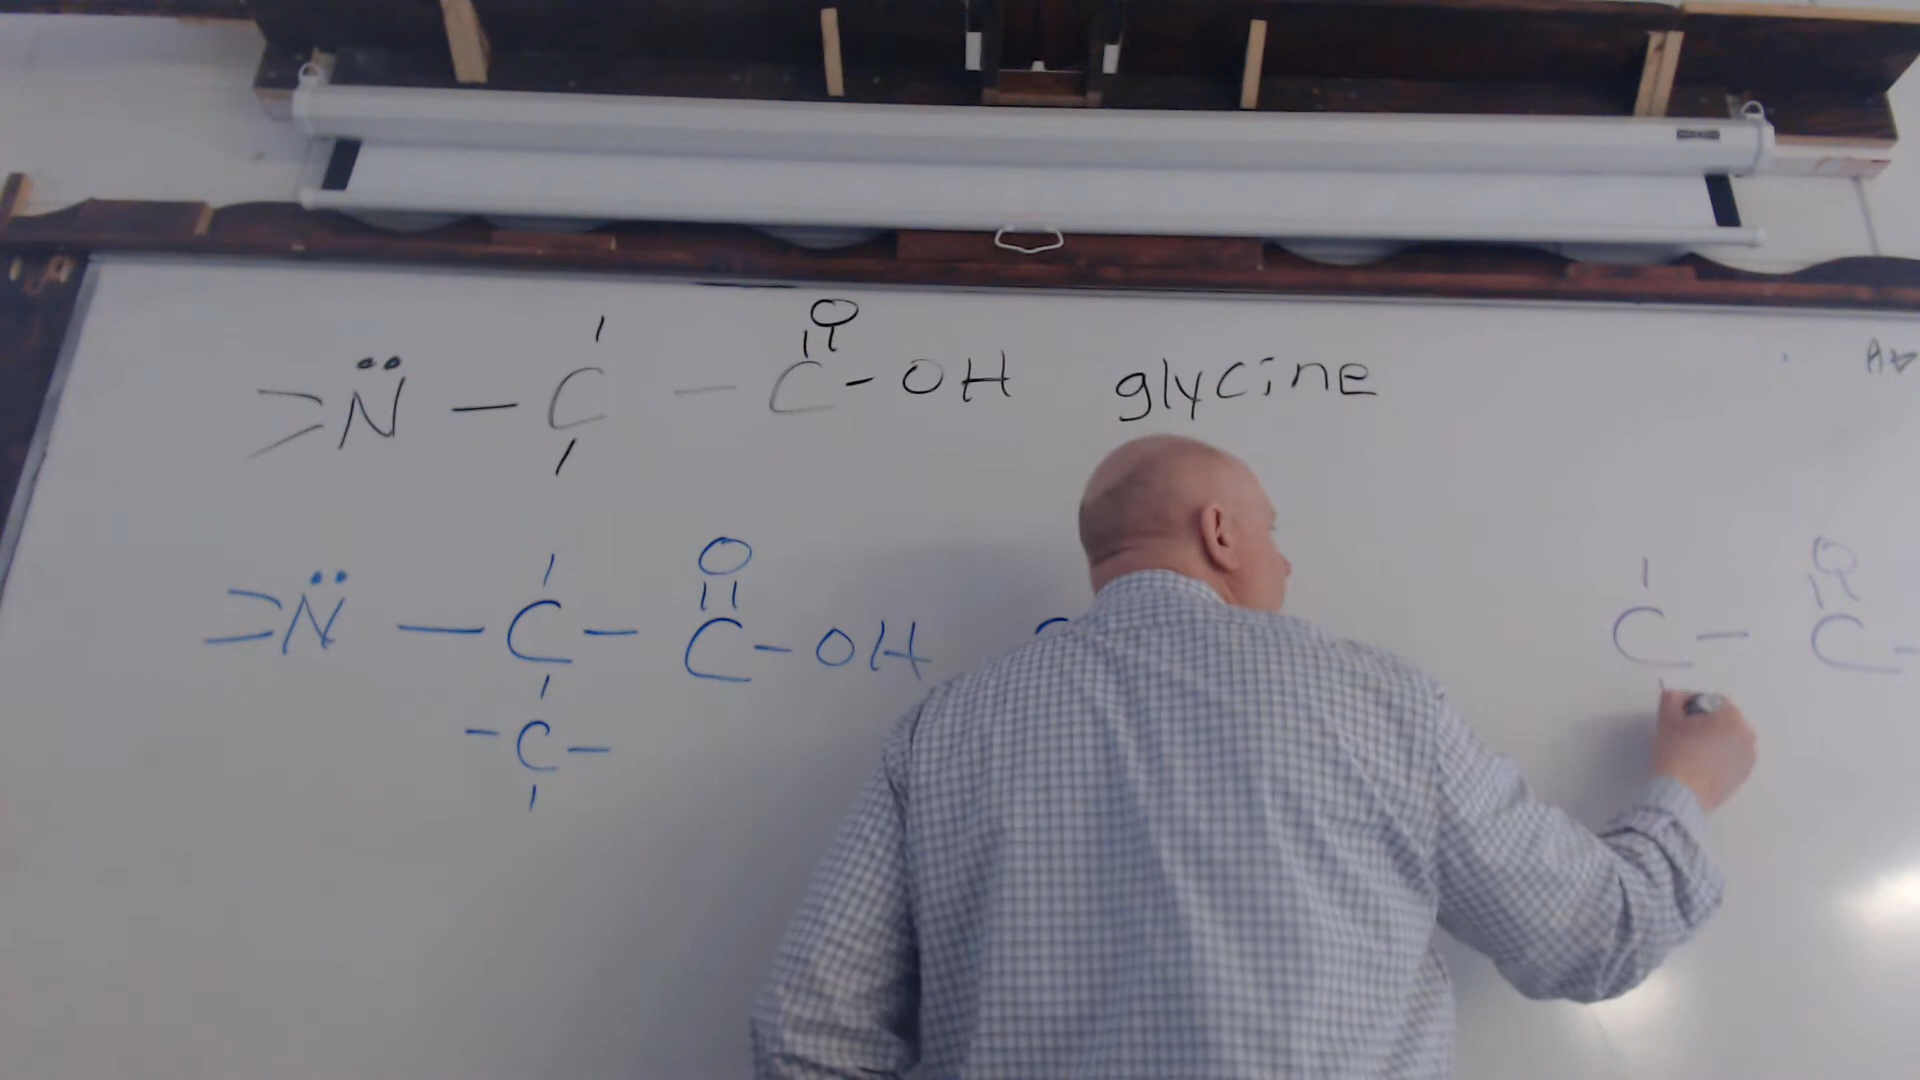 O
N — C — C - OH glycine
O
N — C — C - OH
- C -
O
C — C -